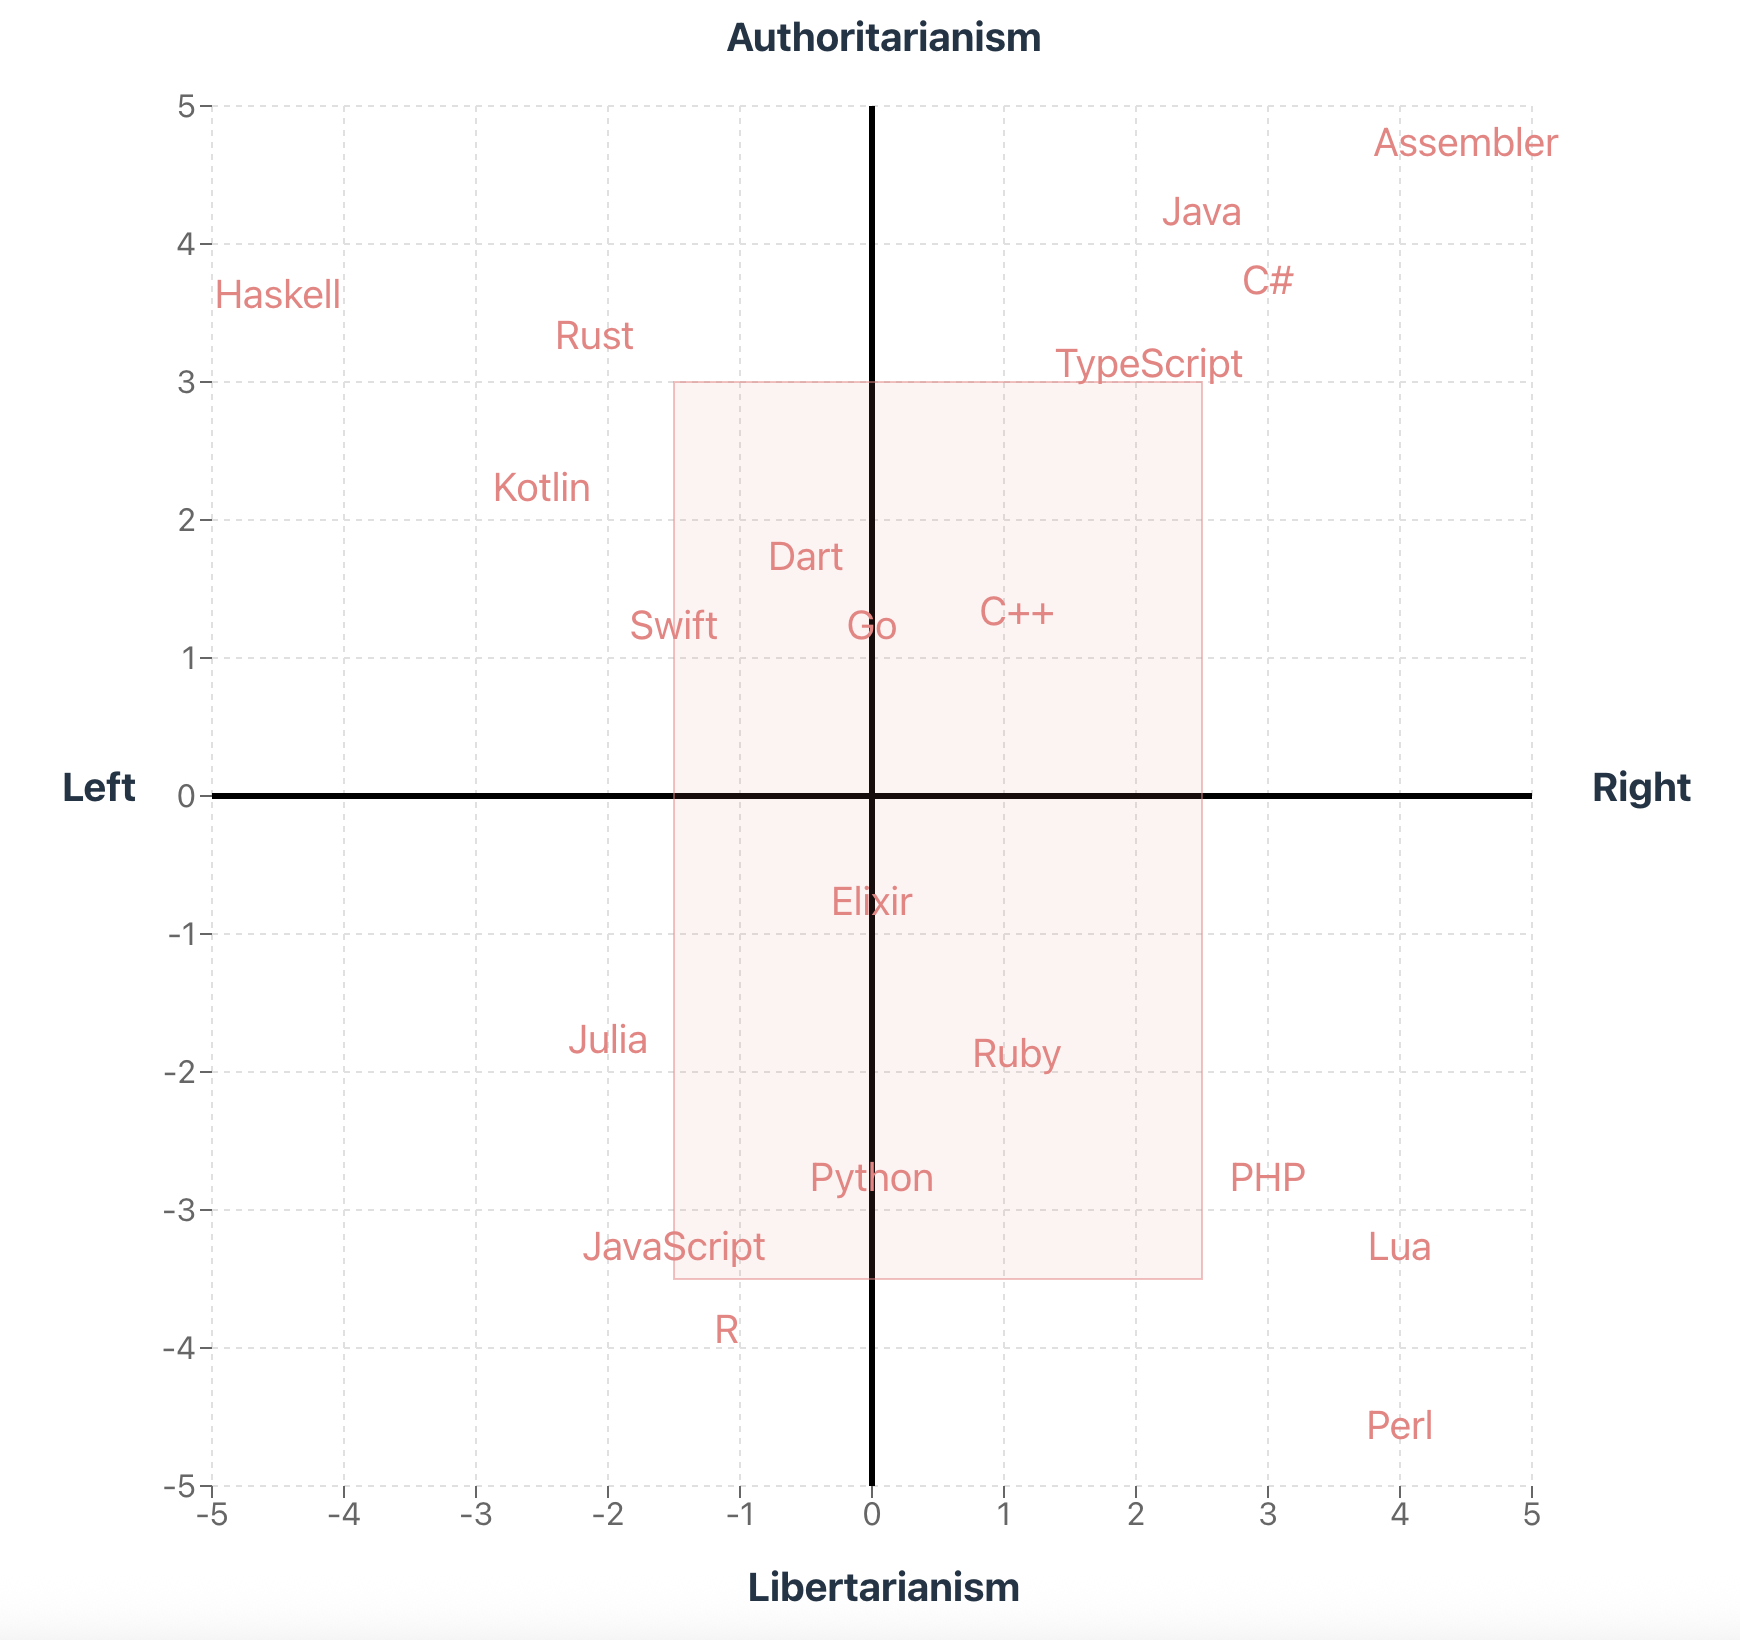 Authoritarianism
5
Assembler
Java
4
C#
Haskell
Rust
TypeScript
3
Kotlin
2
Dart
C++
Swift
Go
1
Left
0
Right
Elixir
-1
Julia
Ruby
-2
Python
PHP
-3
JavaScript
Lua
R
-4
Perl
-5
-5 -4 -3 -2 -1 0 1 2 3 4 5
Libertarianism